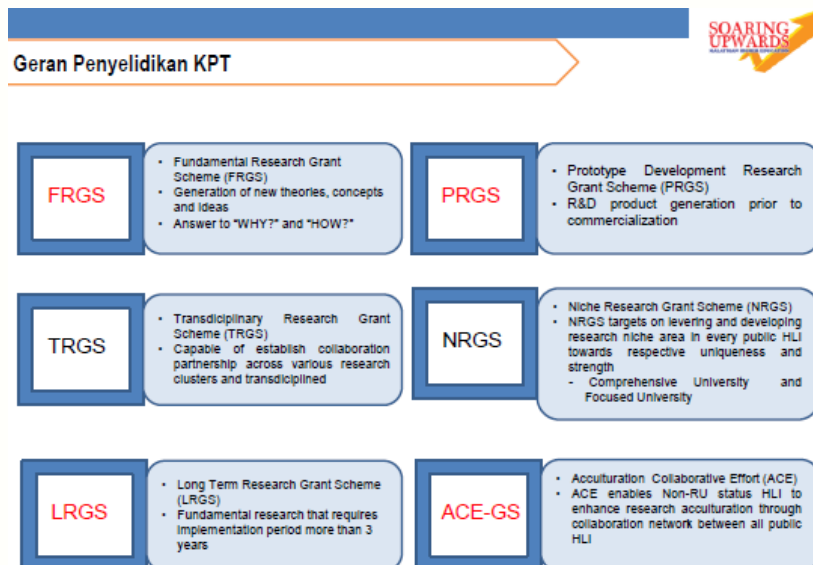 SOARING
UPWARDS
Geran Penyelidikan KPT
FRGS
• Fundamental Research Grant
Scheme (FRGS)
• Generation of new theories, concepts
and ideas
• Answer to "WHY?" and "HOW?"
PRGS
• Prototype Development Research
Grant Scheme (PRGS)
• R&D product generation prior to
commercialization
TRGS
• Transdiciplinary Research Grant
Scheme (TRGS)
• Capable of establish collaboration
partnership across various research
clusters and transdiciplined
NRGS
• Niche Research Grant Scheme (NRGS)
• NRGS targets on levering and developing
research niche area in every public HLI
towards respective uniqueness and
strength
- Comprehensive University and
Focused University
LRGS
• Long Term Research Grant Scheme
(LRGS)
• Fundamental research that requires
implementation period more than 3
years
ACE-GS
• Acculturation Collaborative Effort (ACE)
• ACE enables Non-RU status HLI to
enhance research acculturation through
collaboration network between all public
HLI